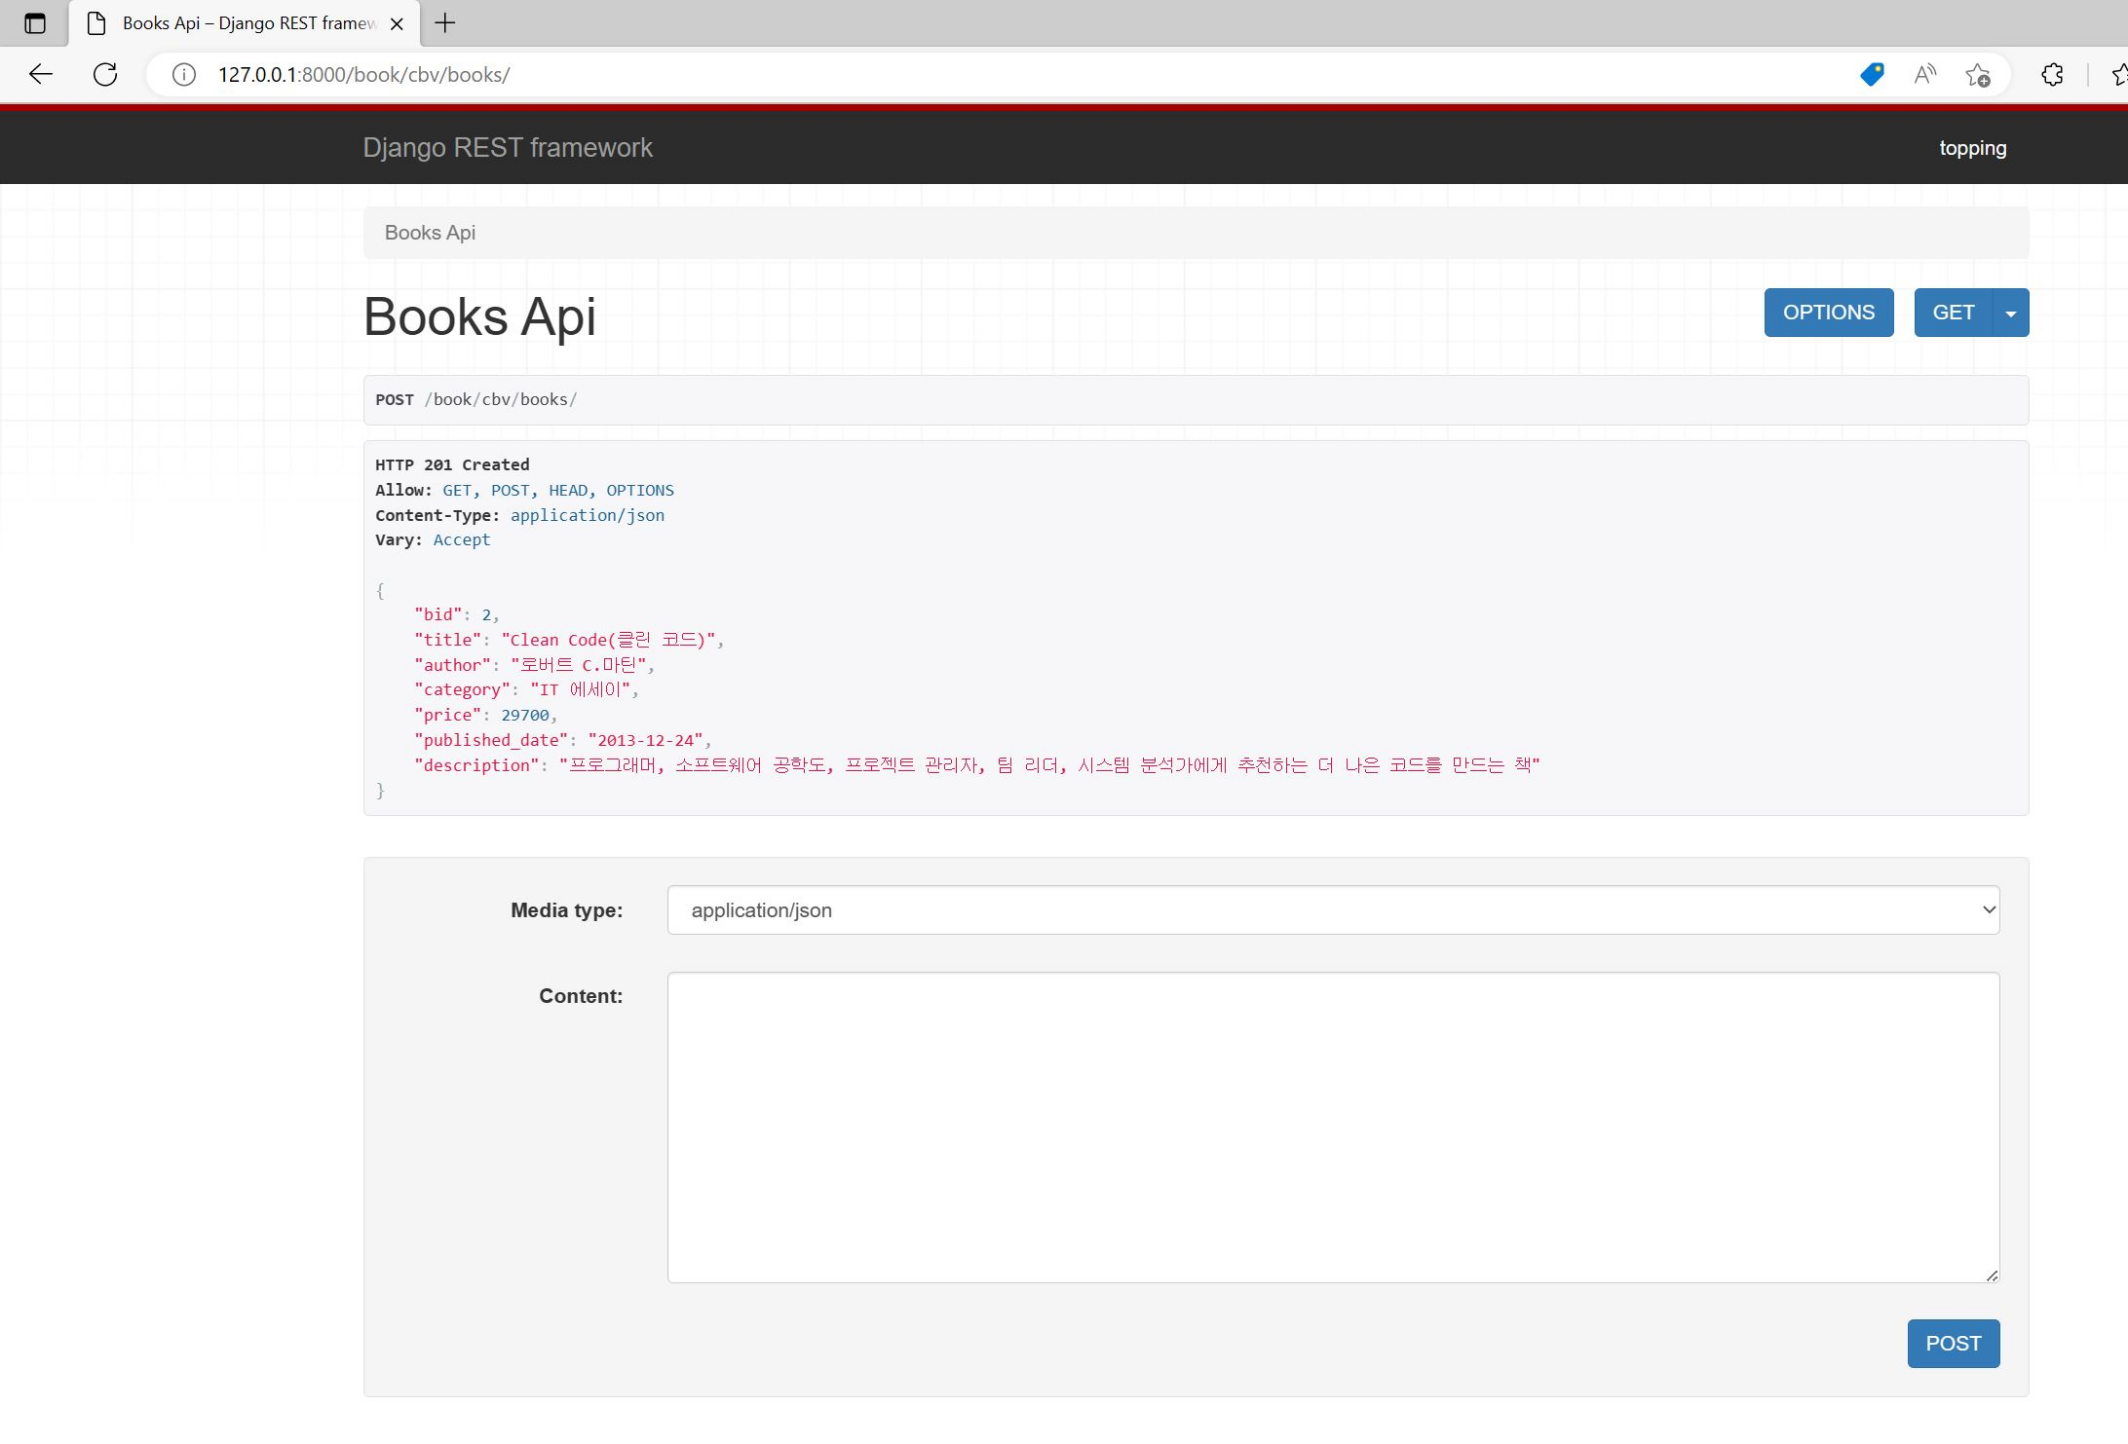 Books Api – Django REST framew
127.0.0.1:8000/book/cbv/books/
Django REST framework
topping
Books Api
Books Api
OPTIONS
GET
POST /book/cbv/books/
HTTP 201 Created
Allow: GET, POST, HEAD, OPTIONS
Content-Type: application/json
Vary: Accept
{
"bid": 2,
"title": "Clean Code(클린 코드)",
"author": "로버트 C.마틴",
"category": "IT 에세이",
"price": 29700,
"published_date": "2013-12-24",
"description": "프로그래머, 소프트웨어 공학도, 프로젝트 관리자, 팀 리더, 시스템 분석가에게 추천하는 더 나은 코드를 만드는 책"
}
Media type:
application/json
Content:
POST